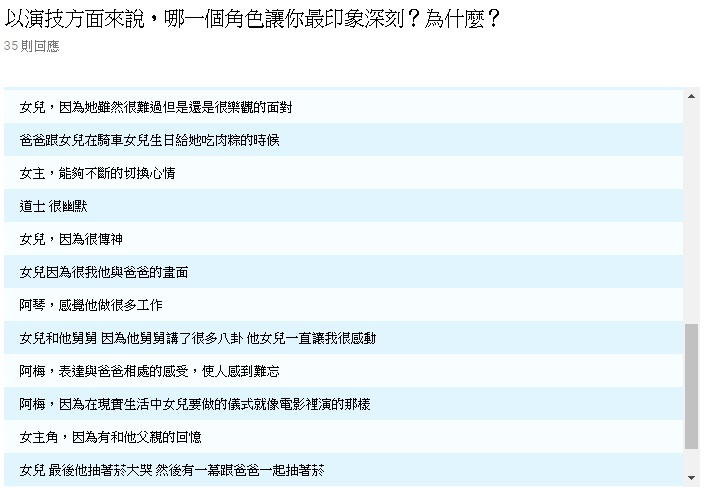 以演技方面來說，哪一個角色讓你最印象深刻？為什麼？
35 則回應
女兒，因為她雖然很難過但是還是很樂觀的面對
爸爸跟女兒在騎車女兒生日給她吃肉粽的時候
女主，能夠不斷的切換心情
道士 很幽默
女兒，因為很傳神
女兒因為很我他與爸爸的畫面
阿琴，感覺他做很多工作
女兒和他舅舅 因為他舅舅講了很多八卦 他女兒一直讓我很感動
阿梅，表達與爸爸相處的感受，使人感到難忘
阿梅，因為在現實生活中女兒要做的儀式就像電影裡演的那樣
女主角，因為有和他父親的回憶
女兒 最後他抽著菸大哭 然後有一幕跟爸爸一起抽著菸